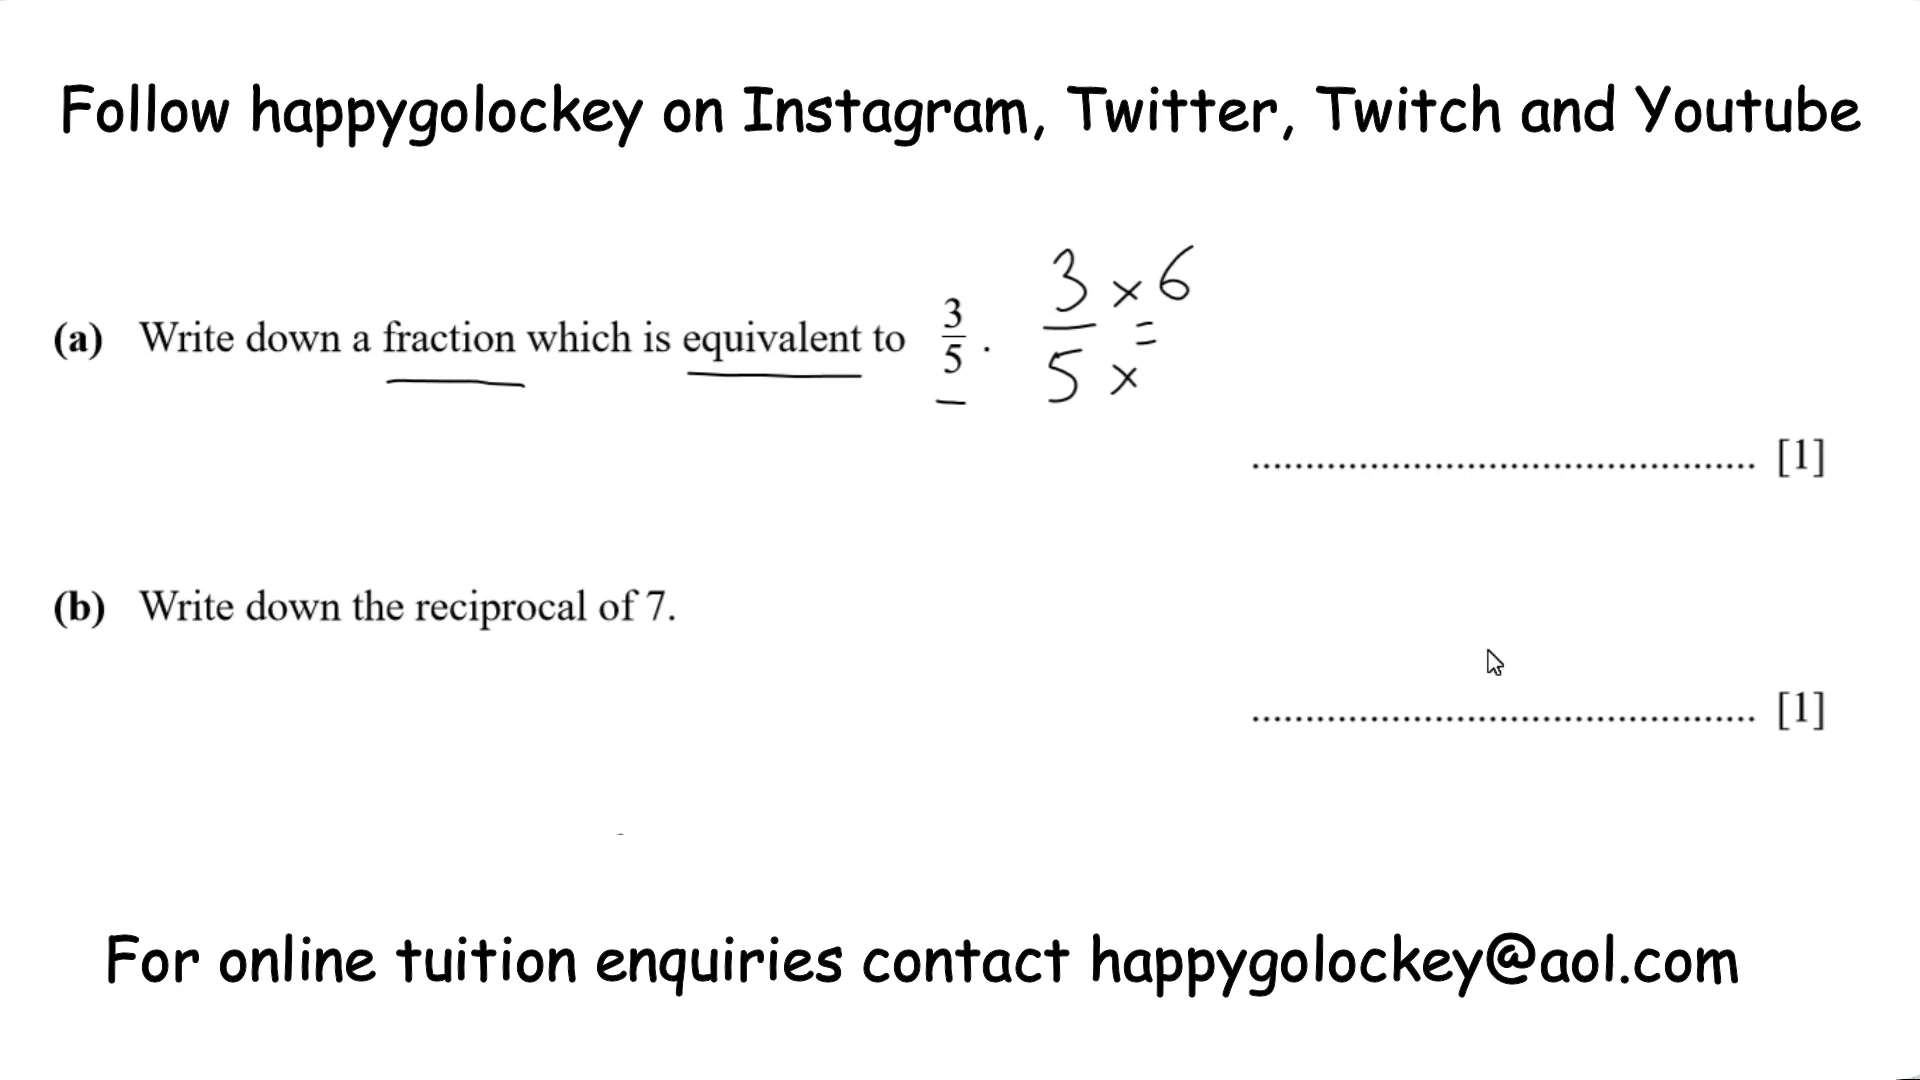 Follow happygolockey on Instagram, Twitter, Twitch and Youtube
(a) Write down a fraction which is equivalent to 3/5 . 3 × 6
=
5 ×
.............................................. [1]
(b) Write down the reciprocal of 7.
.............................................. [1]
For online tuition enquiries contact happygolockey@aol.com